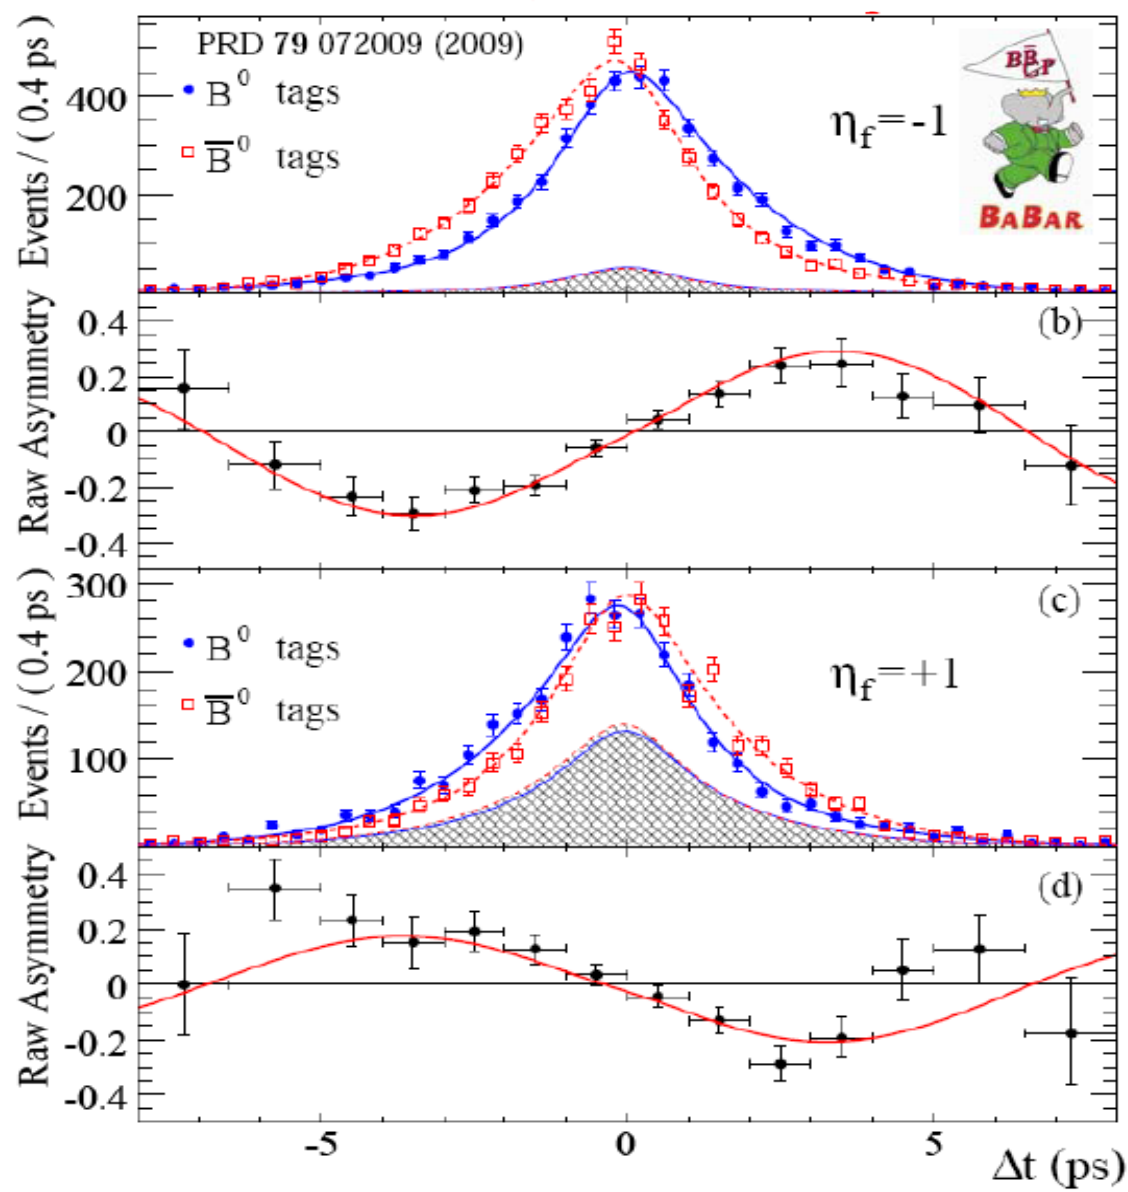 PRD 79 072009 (2009)
B⁰ tags
B̅⁰ tags
η_f=-1
BB̅GP
BABAR
400
200
Events / ( 0.4 ps )
(b)
0.4
0.2
0
-0.2
-0.4
Raw Asymmetry
(c)
300
200
100
Events / ( 0.4 ps )
B⁰ tags
B̅⁰ tags
η_f=+1
(d)
0.4
0.2
0
-0.2
-0.4
Raw Asymmetry
-5 0 5
Δt (ps)